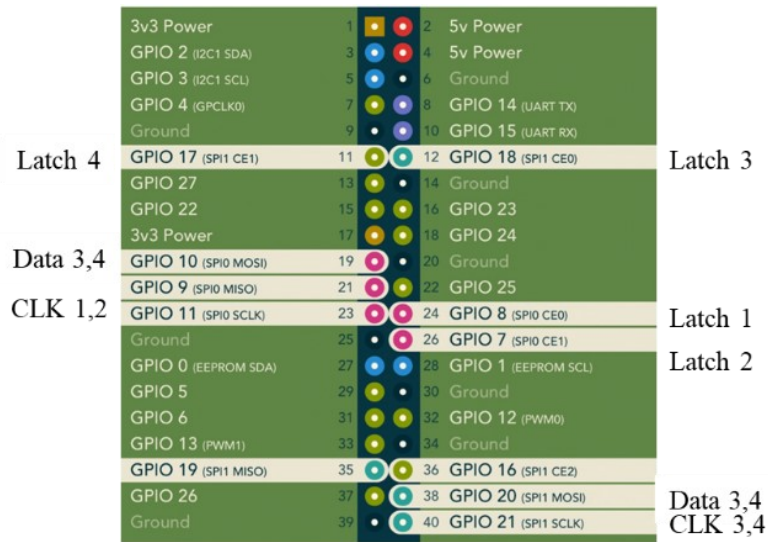 3v3 Power 1 2 5v Power
GPIO 2 (I2C1 SDA) 3 4 5v Power
GPIO 3 (I2C1 SCL) 5 6 Ground
GPIO 4 (GPCLK0) 7 8 GPIO 14 (UART TX)
Ground 9 10 GPIO 15 (UART RX)
Latch 4 GPIO 17 (SPI1 CE1) 11 12 GPIO 18 (SPI1 CE0) Latch 3
GPIO 27 13 14 Ground
GPIO 22 15 16 GPIO 23
3v3 Power 17 18 GPIO 24
Data 3,4 GPIO 10 (SPI0 MOSI) 19 20 Ground
GPIO 9 (SPI0 MISO) 21 22 GPIO 25
CLK 1,2 GPIO 11 (SPI0 SCLK) 23 24 GPIO 8 (SPI0 CE0) Latch 1
Ground 25 26 GPIO 7 (SPI0 CE1)
Latch 2
GPIO 0 (EEPROM SDA) 27 28 GPIO 1 (EEPROM SCL)
GPIO 5 29 30 Ground
GPIO 6 31 32 GPIO 12 (PWM0)
GPIO 13 (PWM1) 33 34 Ground
GPIO 19 (SPI1 MISO) 35 36 GPIO 16 (SPI1 CE2)
GPIO 26 37 38 GPIO 20 (SPI1 MOSI) Data 3,4
Ground 39 40 GPIO 21 (SPI1 SCLK) CLK 3,4